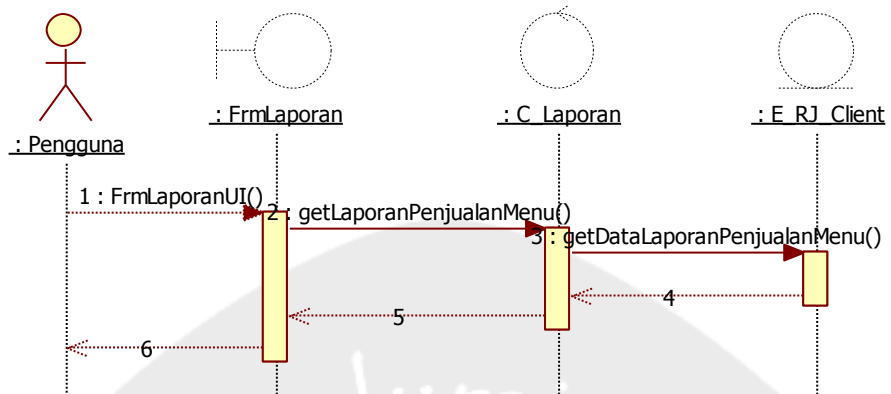 : FrmLaporan
: C_Laporan
: E_RJ_Client
: Pengguna
1 : FrmLaporanUI()
2 : getLaporanPenjualanMenu()
3 : getDataLaporanPenjualanMenu()
4
5
6